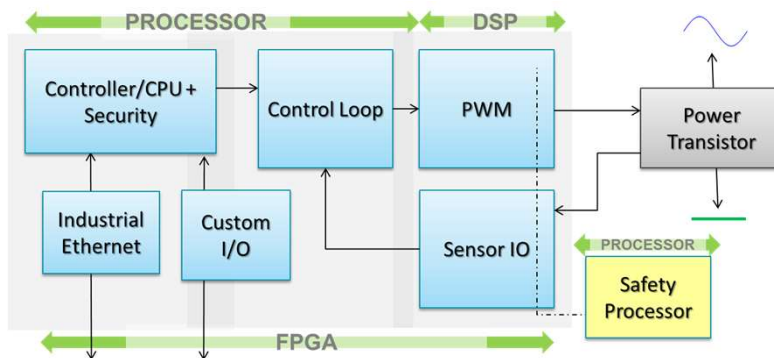 PROCESSOR
DSP
Controller/CPU +
Security
Control Loop
PWM
Power
Transistor
Industrial
Ethernet
Custom
I/O
Sensor IO
PROCESSOR
Safety
Processor
FPGA